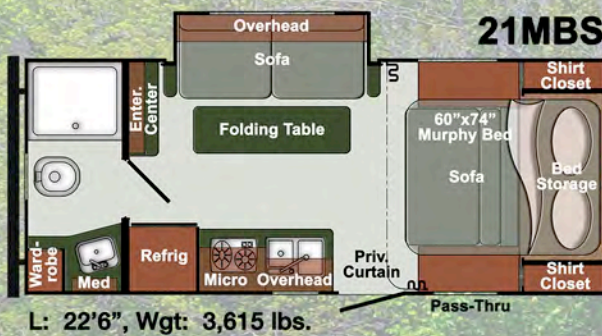 21MBS
Overhead
Sofa
Shirt
Closet
Enter.
Center
Folding Table
60"x74"
Murphy Bed
Sofa
Bed
Storage
Ward-
robe
Med
Refrig
Micro
Overhead
Priv.
Curtain
Shirt
Closet
Pass-Thru
L: 22'6", Wgt: 3,615 lbs.